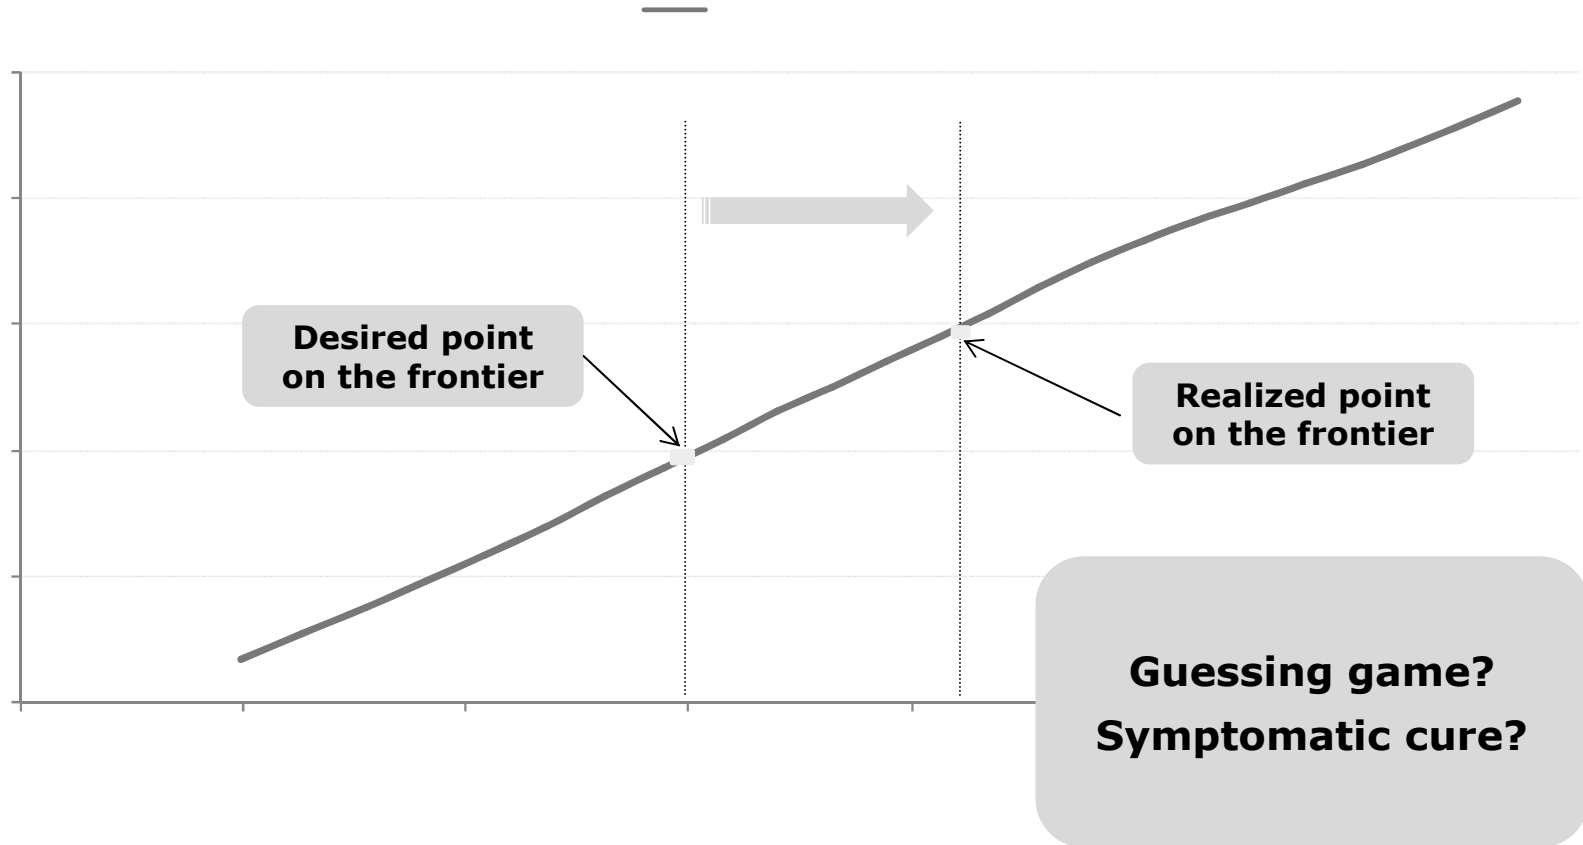 Desired point
on the frontier
Realized point
on the frontier
Guessing game?
Symptomatic cure?